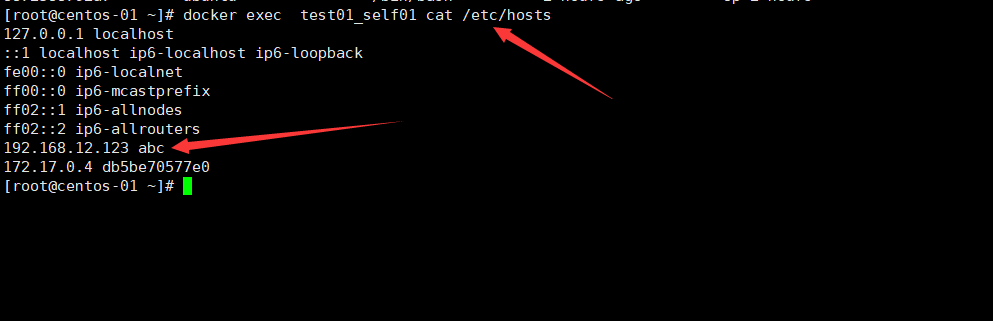 [root@centos-01 ~]# docker exec  test01_self01 cat /etc/hosts
127.0.0.1 localhost
::1 localhost ip6-localhost ip6-loopback
fe00::0 ip6-localnet
ff00::0 ip6-mcastprefix
ff02::1 ip6-allnodes
ff02::2 ip6-allrouters
192.168.12.123 abc
172.17.0.4 db5be70577e0
[root@centos-01 ~]#